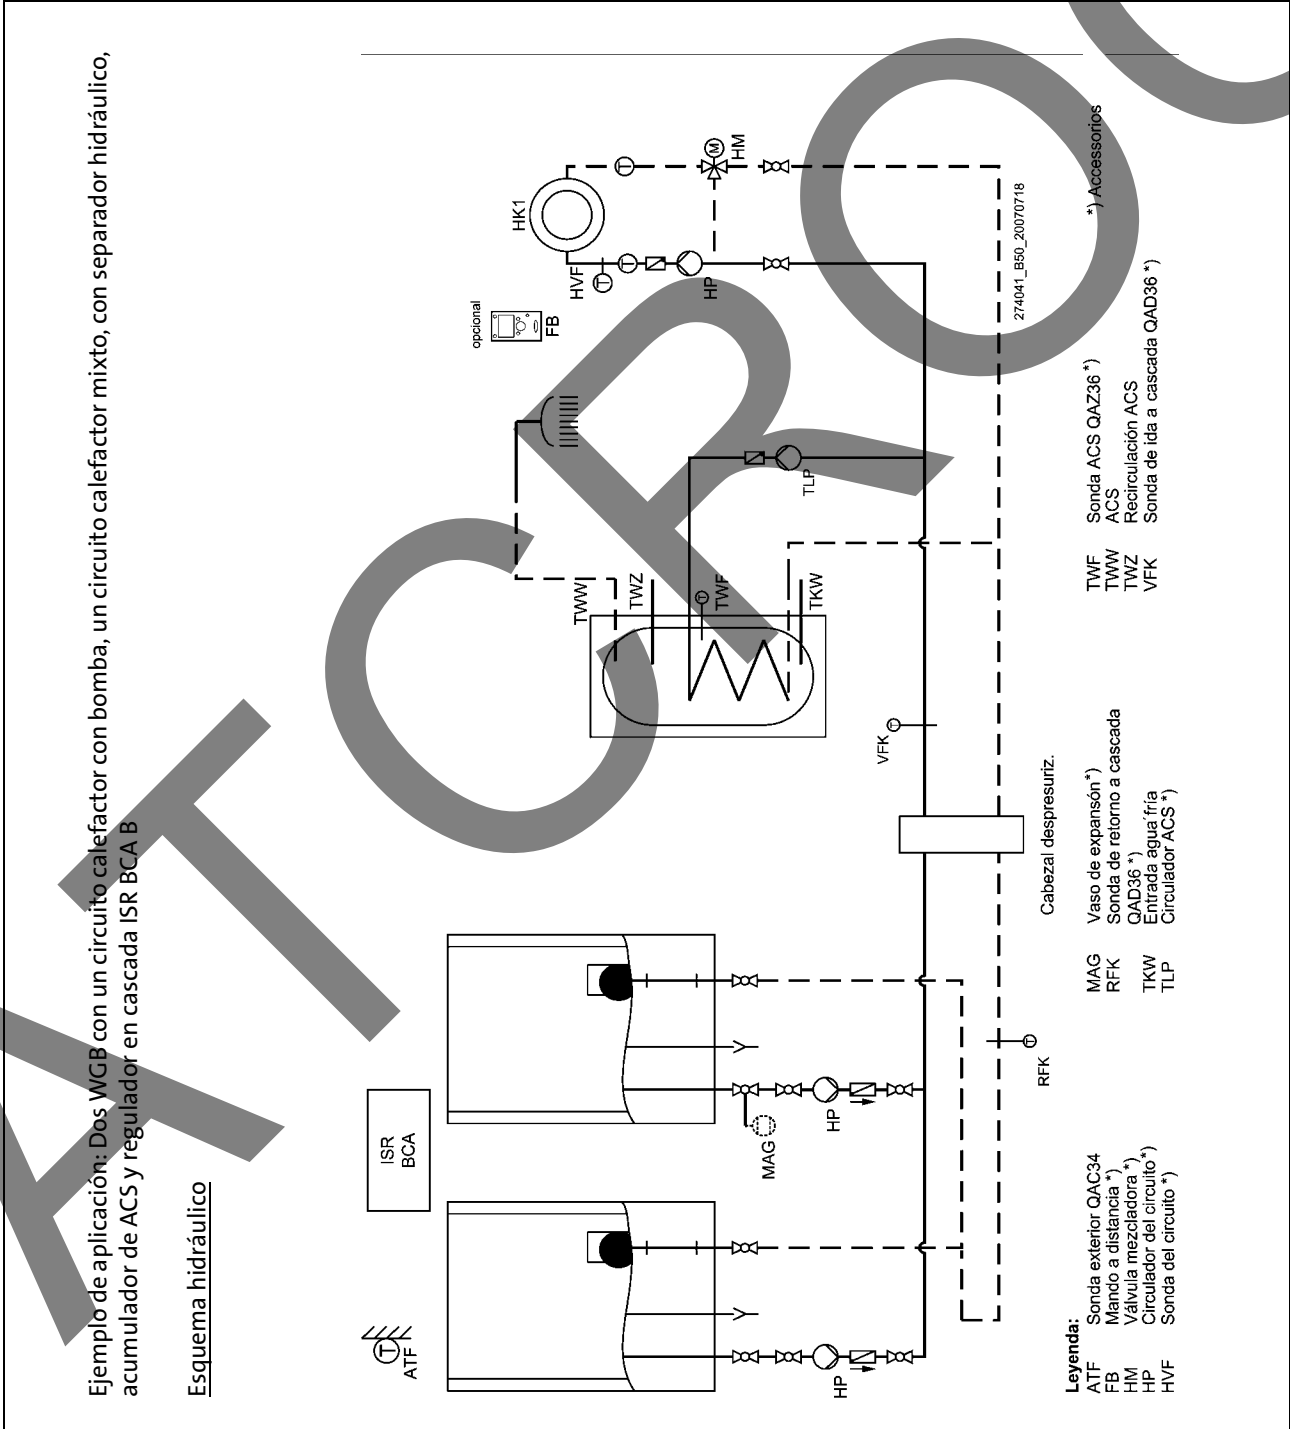 Ejemplo de aplicación: Dos WGB con un circuito calefactor con bomba, un circuito calefactor mixto, con separador hidráulico,
acumulador de ACS y regulador en cascada ISR BCA B
Esquema hidráulico
ATF
ISR
BCA
HP
MAG
HP
RFK
Cabezal despresuriz.
VFK
TWW
TWZ
TWF
TKW
TLP
opcional
FB
HVF
HK1
HP
HM
T
T
T
T
T
T
T
M
274041_B50_20070718
Leyenda:
ATF Sonda exterior QAC34
FB Mando a distancia *)
HM Válvula mezcladora *)
HP Circulador del circuito*)
HVF Sonda del circuito *)
MAG Vaso de expansón*)
RFK Sonda de retorno a cascada
QAD36 *)
TKW Entrada agua fría
TLP Circulador ACS *)
TWF Sonda ACS QAZ36 *)
TWW ACS
TWZ Recirculación ACS
VFK Sonda de ida a cascada QAD36 *)
*) Accessorios
ATCRO